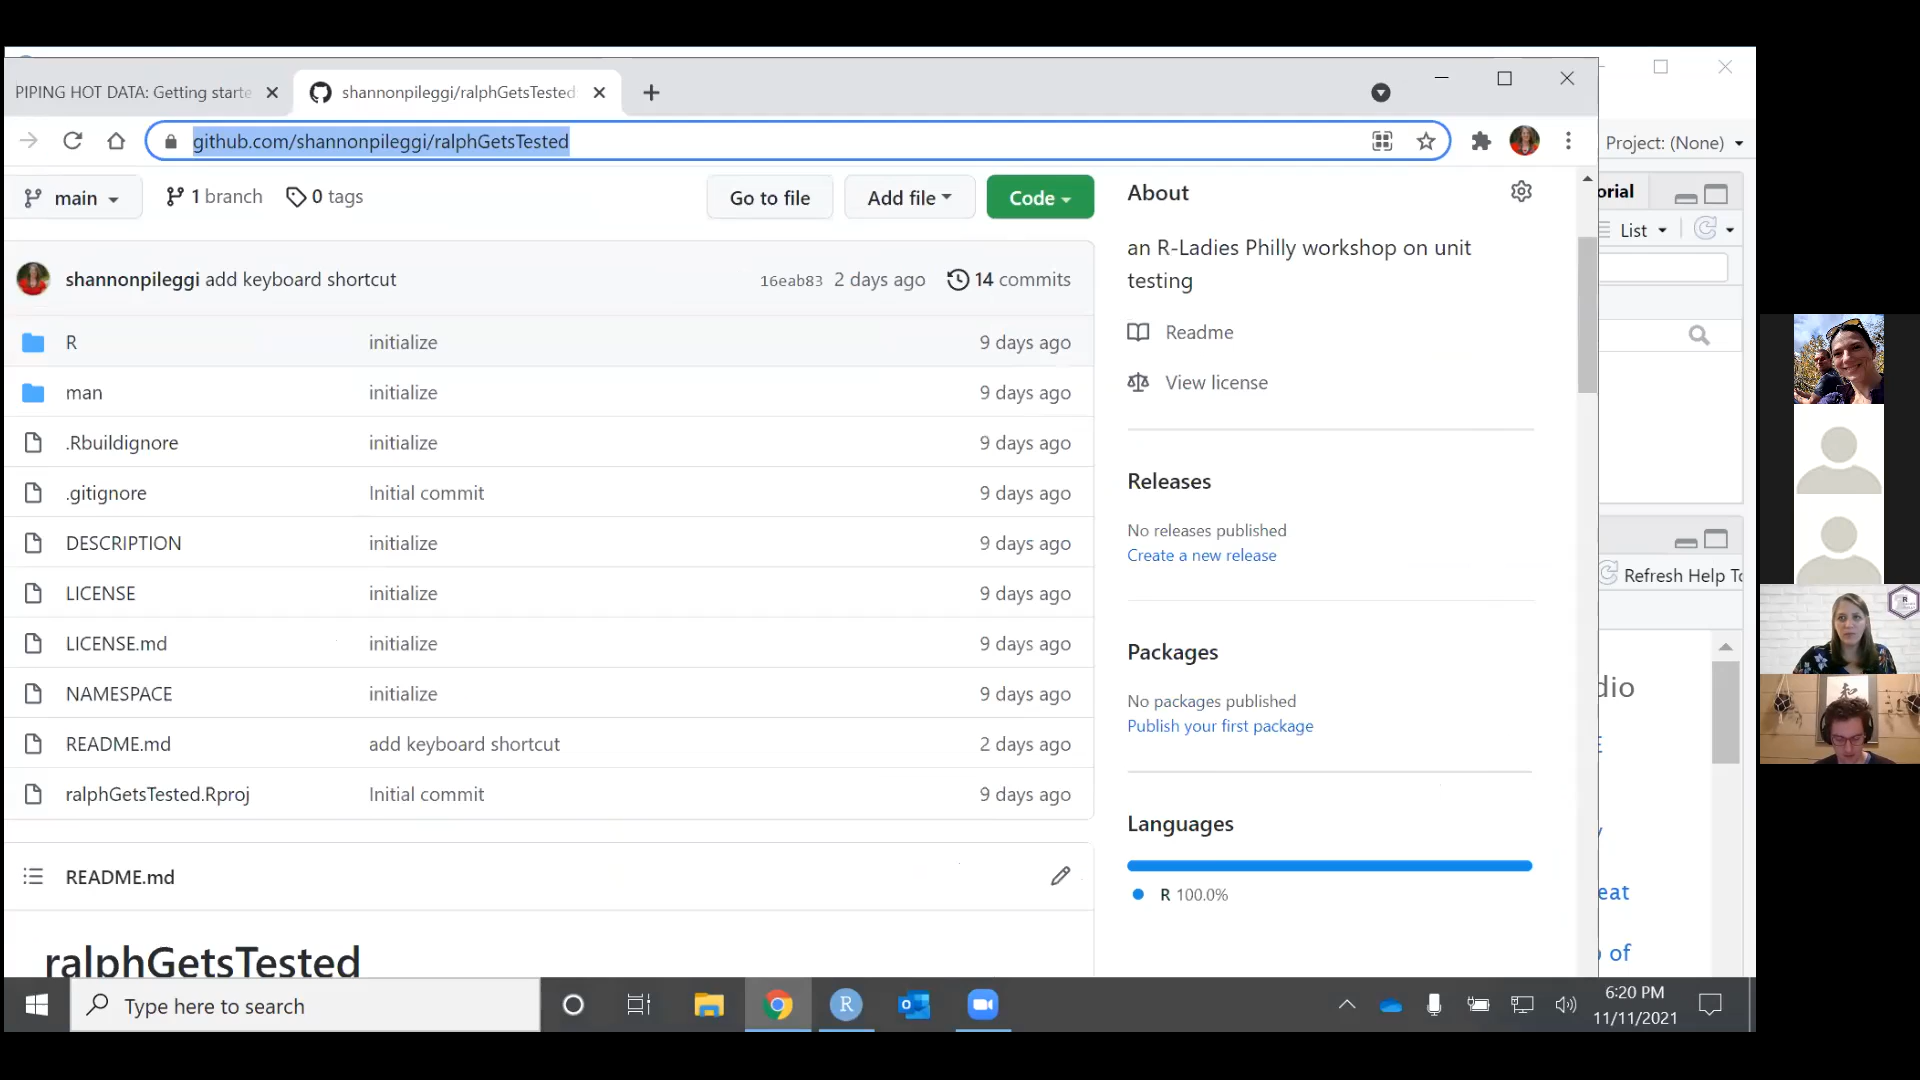 PIPING HOT DATA: Getting starte
shannonpileggi/ralphGetsTested
github.com/shannonpileggi/ralphGetsTested
Project: (None)
main
1 branch
0 tags
Go to file
Add file
Code
About
orial
List
an R-Ladies Philly workshop on unit
testing
shannonpileggi add keyboard shortcut
16eab83 2 days ago
14 commits
R initialize 9 days ago
Readme
man initialize 9 days ago
View license
.Rbuildignore initialize 9 days ago
.gitignore Initial commit 9 days ago
Releases
No releases published
Create a new release
DESCRIPTION initialize 9 days ago
Refresh Help To
LICENSE initialize 9 days ago
LICENSE.md initialize 9 days ago
Packages
No packages published
Publish your first package
NAMESPACE initialize 9 days ago
dio
README.md add keyboard shortcut 2 days ago
ralphGetsTested.Rproj Initial commit 9 days ago
Languages
R 100.0%
README.md
eat
ralphGetsTested
of
Type here to search
R
6:20 PM
11/11/2021
和
R